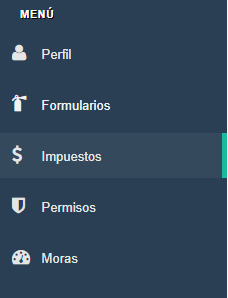 MENÚ
Perfil
Formularios
Impuestos
Permisos
Moras